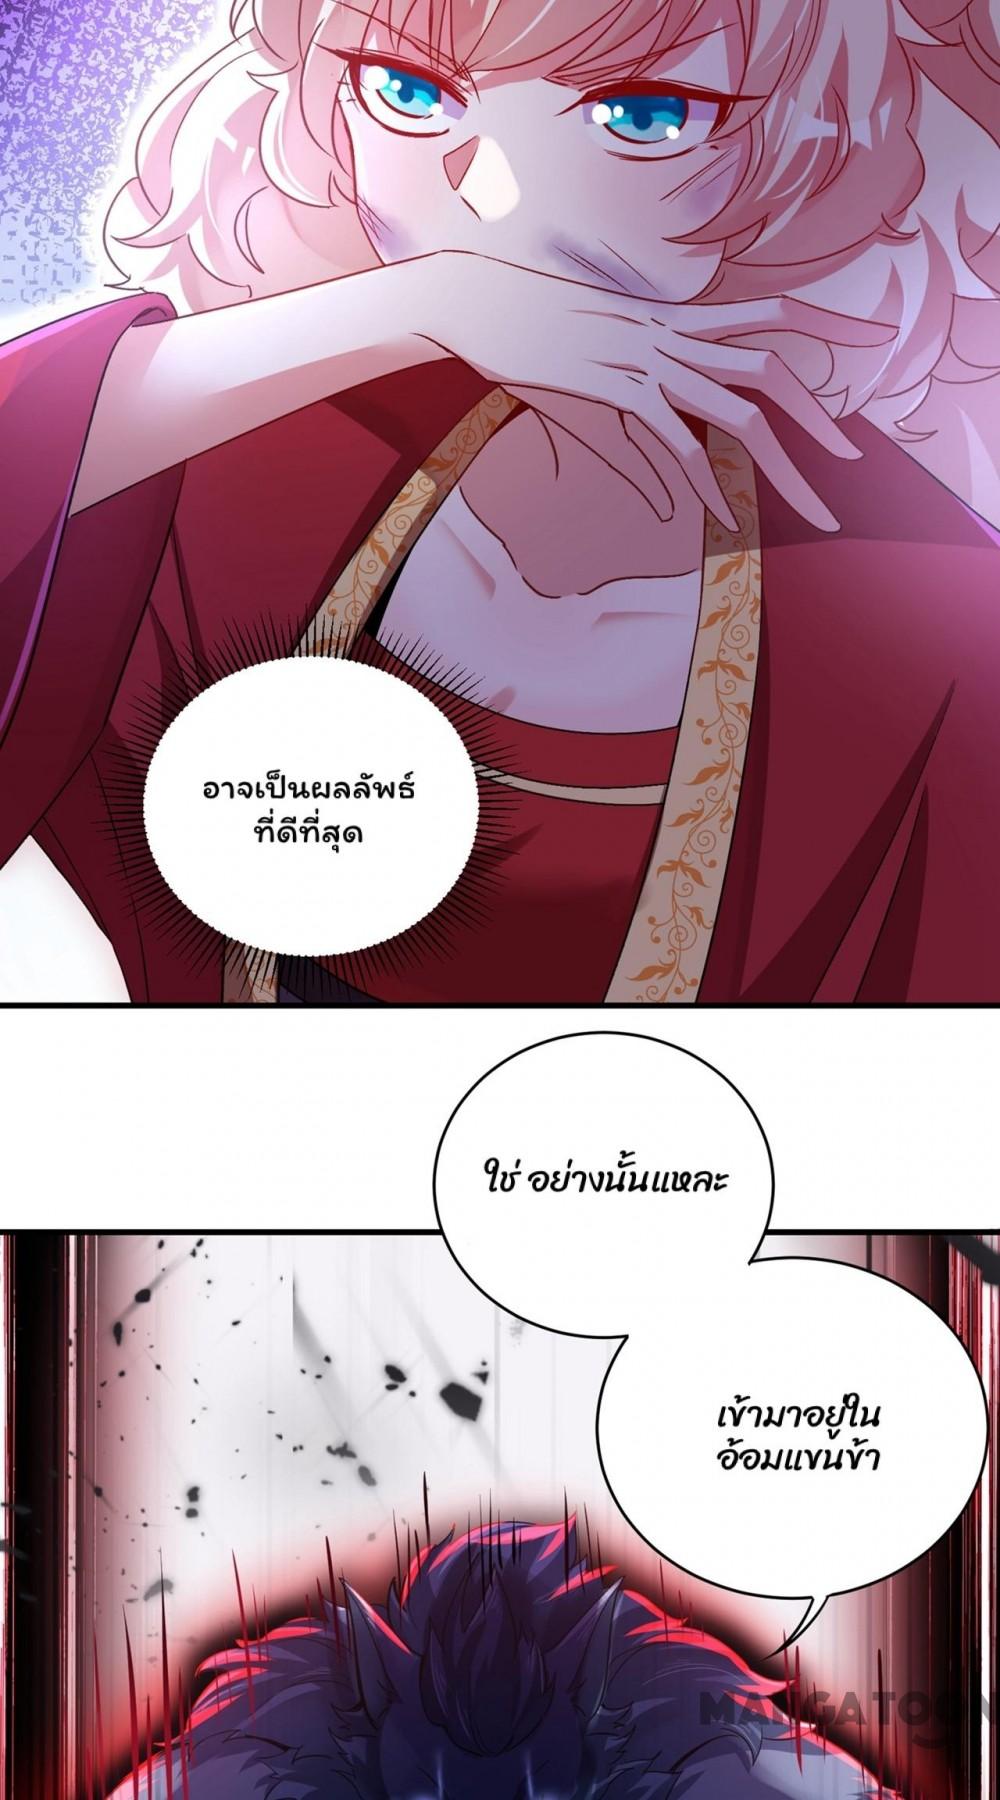 อาจเป็นผลลัพธ์
ที่ดีที่สุด
ใช่ อย่างนั้นแหละ
เข้ามาอยู่ใน
อ้อมแขนข้า
MANGATOON